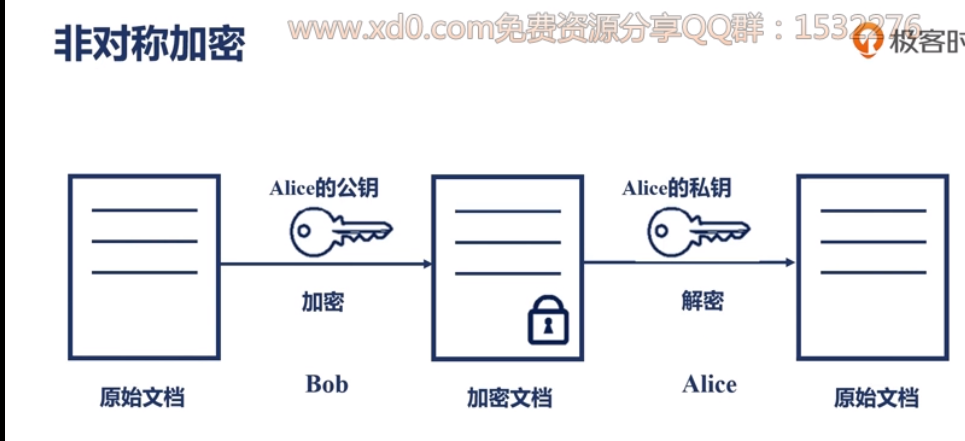 非对称加密
www.xd0.com免费资源分享QQ群：1532276
极客时
Alice的公钥
Alice的私钥
加密
解密
Bob
Alice
原始文档
加密文档
原始文档